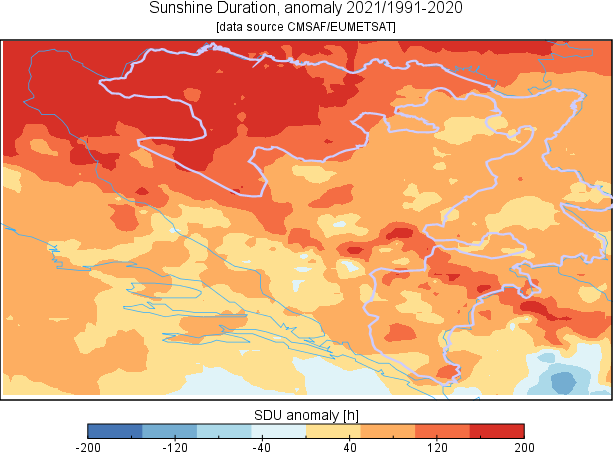 Sunshine Duration, anomaly 2021/1991-2020
[data source CMSAF/EUMETSAT]
SDU anomaly [h]
-200 -120 -40 40 120 200